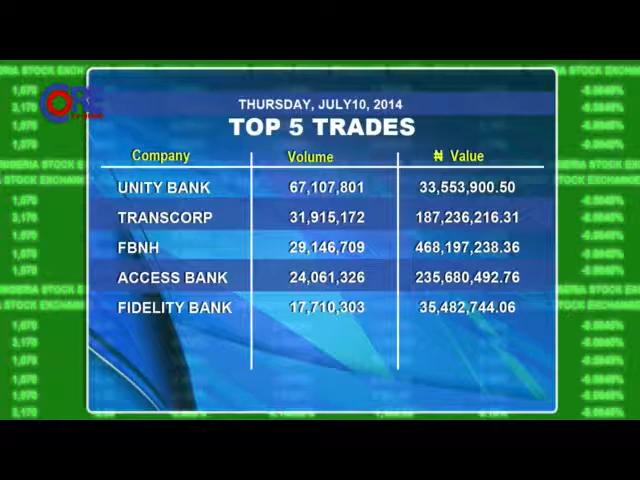 CORE
THURSDAY, JULY10, 2014
TOP 5 TRADES
Company Volume ₦ Value
UNITY BANK 67,107,801 33,553,900.50
TRANSCORP 31,915,172 187,236,216.31
FBNH 29,146,709 468,197,238.36
ACCESS BANK 24,061,326 235,680,492.76
FIDELITY BANK 17,710,303 35,482,744.06